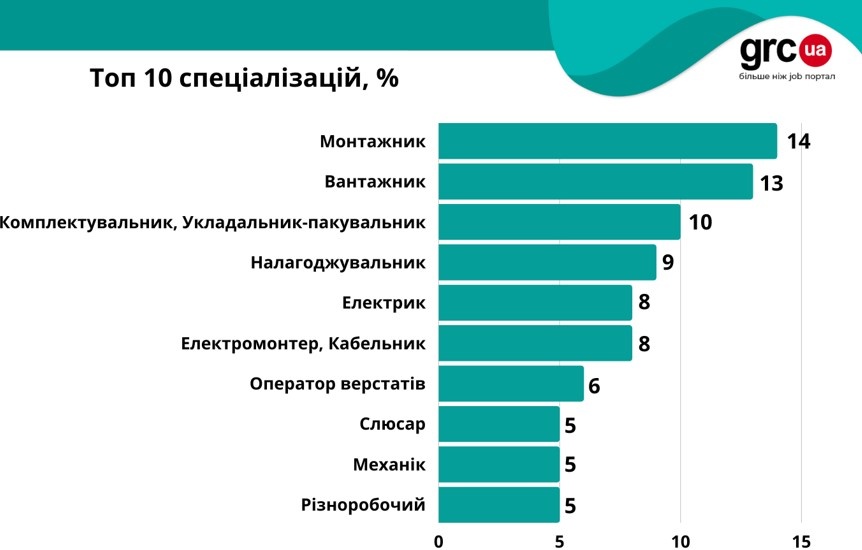 grc ua
більше ніж job портал
Топ 10 спеціалізацій, %
Монтажник 14
Вантажник 13
Комплектувальник, Укладальник-пакувальник 10
Налагоджувальник 9
Електрик 8
Електромонтер, Кабельник 8
Оператор верстатів 6
Слюсар 5
Механік 5
Різноробочий 5
0 5 10 15